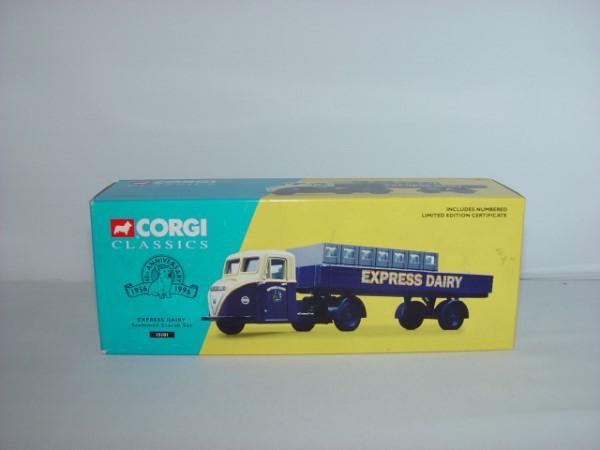 CORGI
CLASSICS
40th ANNIVERSARY
1956 1996
EXPRESS DAIRY
Scammell Scarab Set
INCLUDES NUMBERED
LIMITED EDITION CERTIFICATE
EXPRESS DAIRY